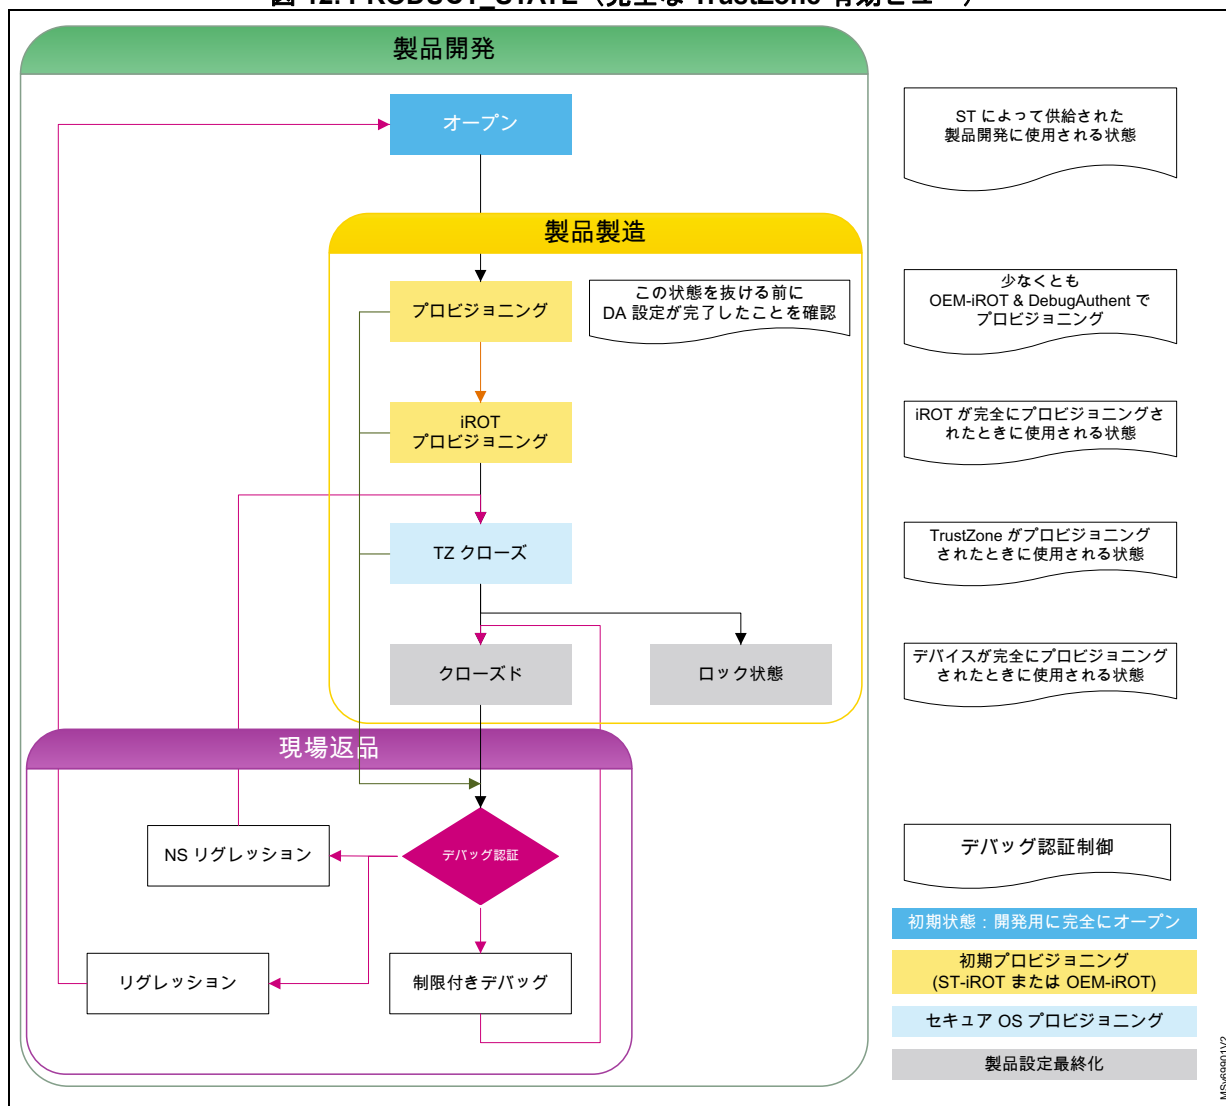 図 12. PRODUCT_STATE（完全な TrustZone 有効ビュー）
製品開発
オープン
ST によって供給された
製品開発に使用される状態
製品製造
プロビジョニング
この状態を抜ける前に
DA 設定が完了したことを確認
少なくとも
OEM-iROT & DebugAuthent で
プロビジョニング
iROT
プロビジョニング
iROT が完全にプロビジョニングさ
れたときに使用される状態
TZ クローズ
TrustZone がプロビジョニング
されたときに使用される状態
クローズド
ロック状態
デバイスが完全にプロビジョニング
されたときに使用される状態
現場返品
NS リグレッション
デバッグ認証
デバッグ認証制御
リグレッション
制限付きデバッグ
初期状態：開発用に完全にオープン
初期プロビジョニング
(ST-iROT または OEM-iROT)
セキュア OS プロビジョニング
製品設定最終化
MSv69901V2